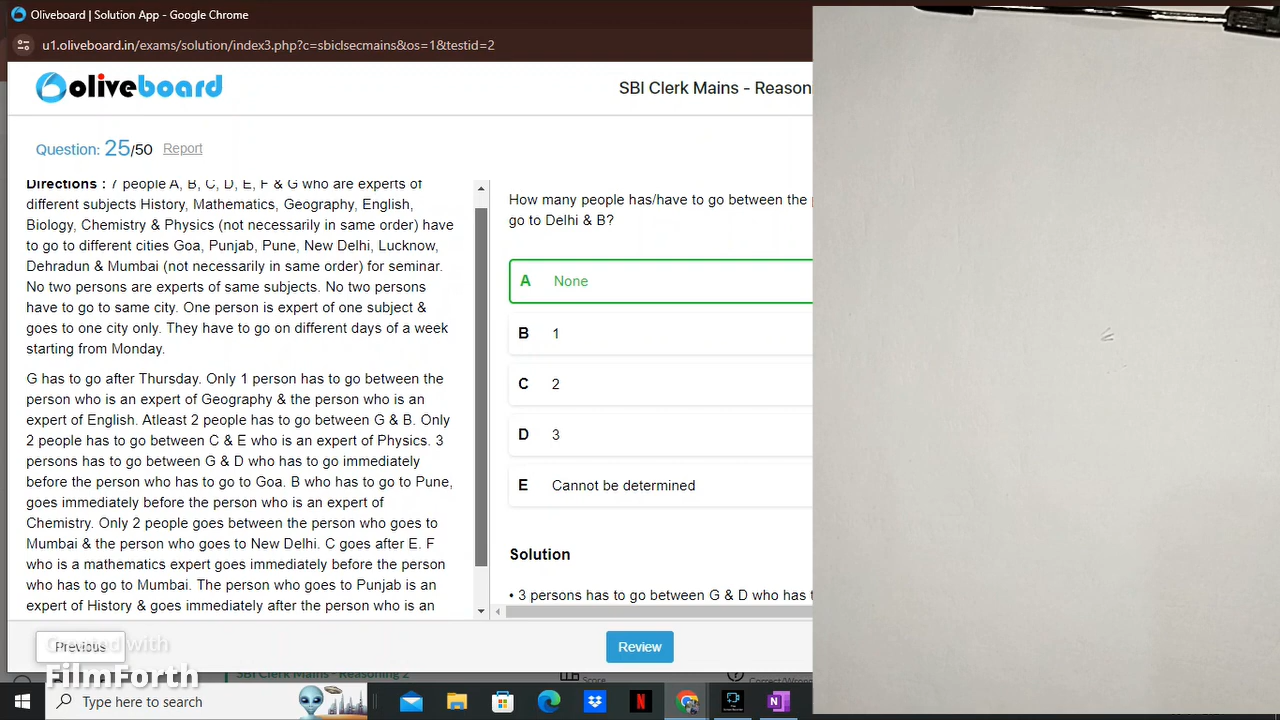 Oliveboard | Solution App - Google Chrome
u1.oliveboard.in/exams/solution/index3.php?c=sbiclsecmains&os=1&testid=2
oliveboard
SBI Clerk Mains - Reasoni
Question: 25/50 Report
Directions : 7 people A, B, C, D, E, F & G who are experts of
different subjects History, Mathematics, Geography, English,
Biology, Chemistry & Physics (not necessarily in same order) have
to go to different cities Goa, Punjab, Pune, New Delhi, Lucknow,
Dehradun & Mumbai (not necessarily in same order) for seminar.
No two persons are experts of same subjects. No two persons
have to go to same city. One person is expert of one subject &
goes to one city only. They have to go on different days of a week
starting from Monday.
G has to go after Thursday. Only 1 person has to go between the
person who is an expert of Geography & the person who is an
expert of English. Atleast 2 people has to go between G & B. Only
2 people has to go between C & E who is an expert of Physics. 3
persons has to go between G & D who has to go immediately
before the person who has to go to Goa. B who has to go to Pune,
goes immediately before the person who is an expert of
Chemistry. Only 2 people goes between the person who goes to
Mumbai & the person who goes to New Delhi. C goes after E. F
who is a mathematics expert goes immediately before the person
who has to go to Mumbai. The person who goes to Punjab is an
expert of History & goes immediately after the person who is an
How many people has/have to go between the
go to Delhi & B?
A None
B 1
C 2
D 3
E Cannot be determined
Solution
• 3 persons has to go between G & D who has t
Previous
Review
Created with
FilmForth
SBI Clerk Mains - Reasoning 2
Score
Correct/Wrong
Type here to search